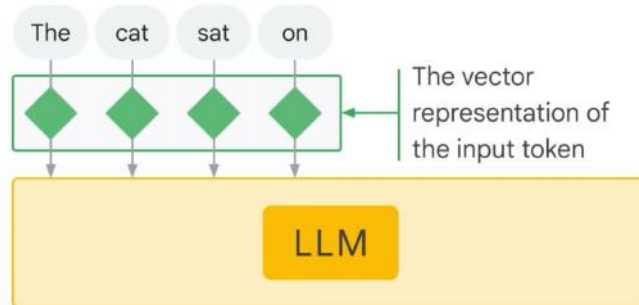 The cat sat on
The vector
representation of
the input token
LLM